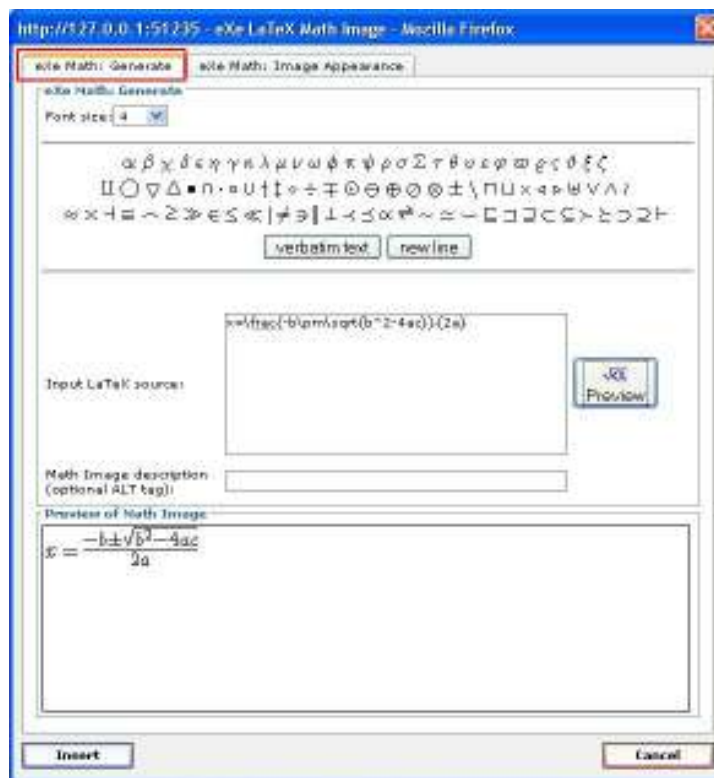 http://127.0.0.1:51235 - eXe LaTeX Math Image - Mozilla Firefox
eXe Math: Generate eXe Math: Image Appearance
eXe Math: Generate
Font size: 4
verbatim text new line
x=\frac{-b\pm\sqrt{b^2-4ac}}{2a}
Input LaTeX source:
Preview
Math Image description
(optional ALT tag):
Preview of Math Image
x = −b±√b²−4ac
2a
Insert Cancel